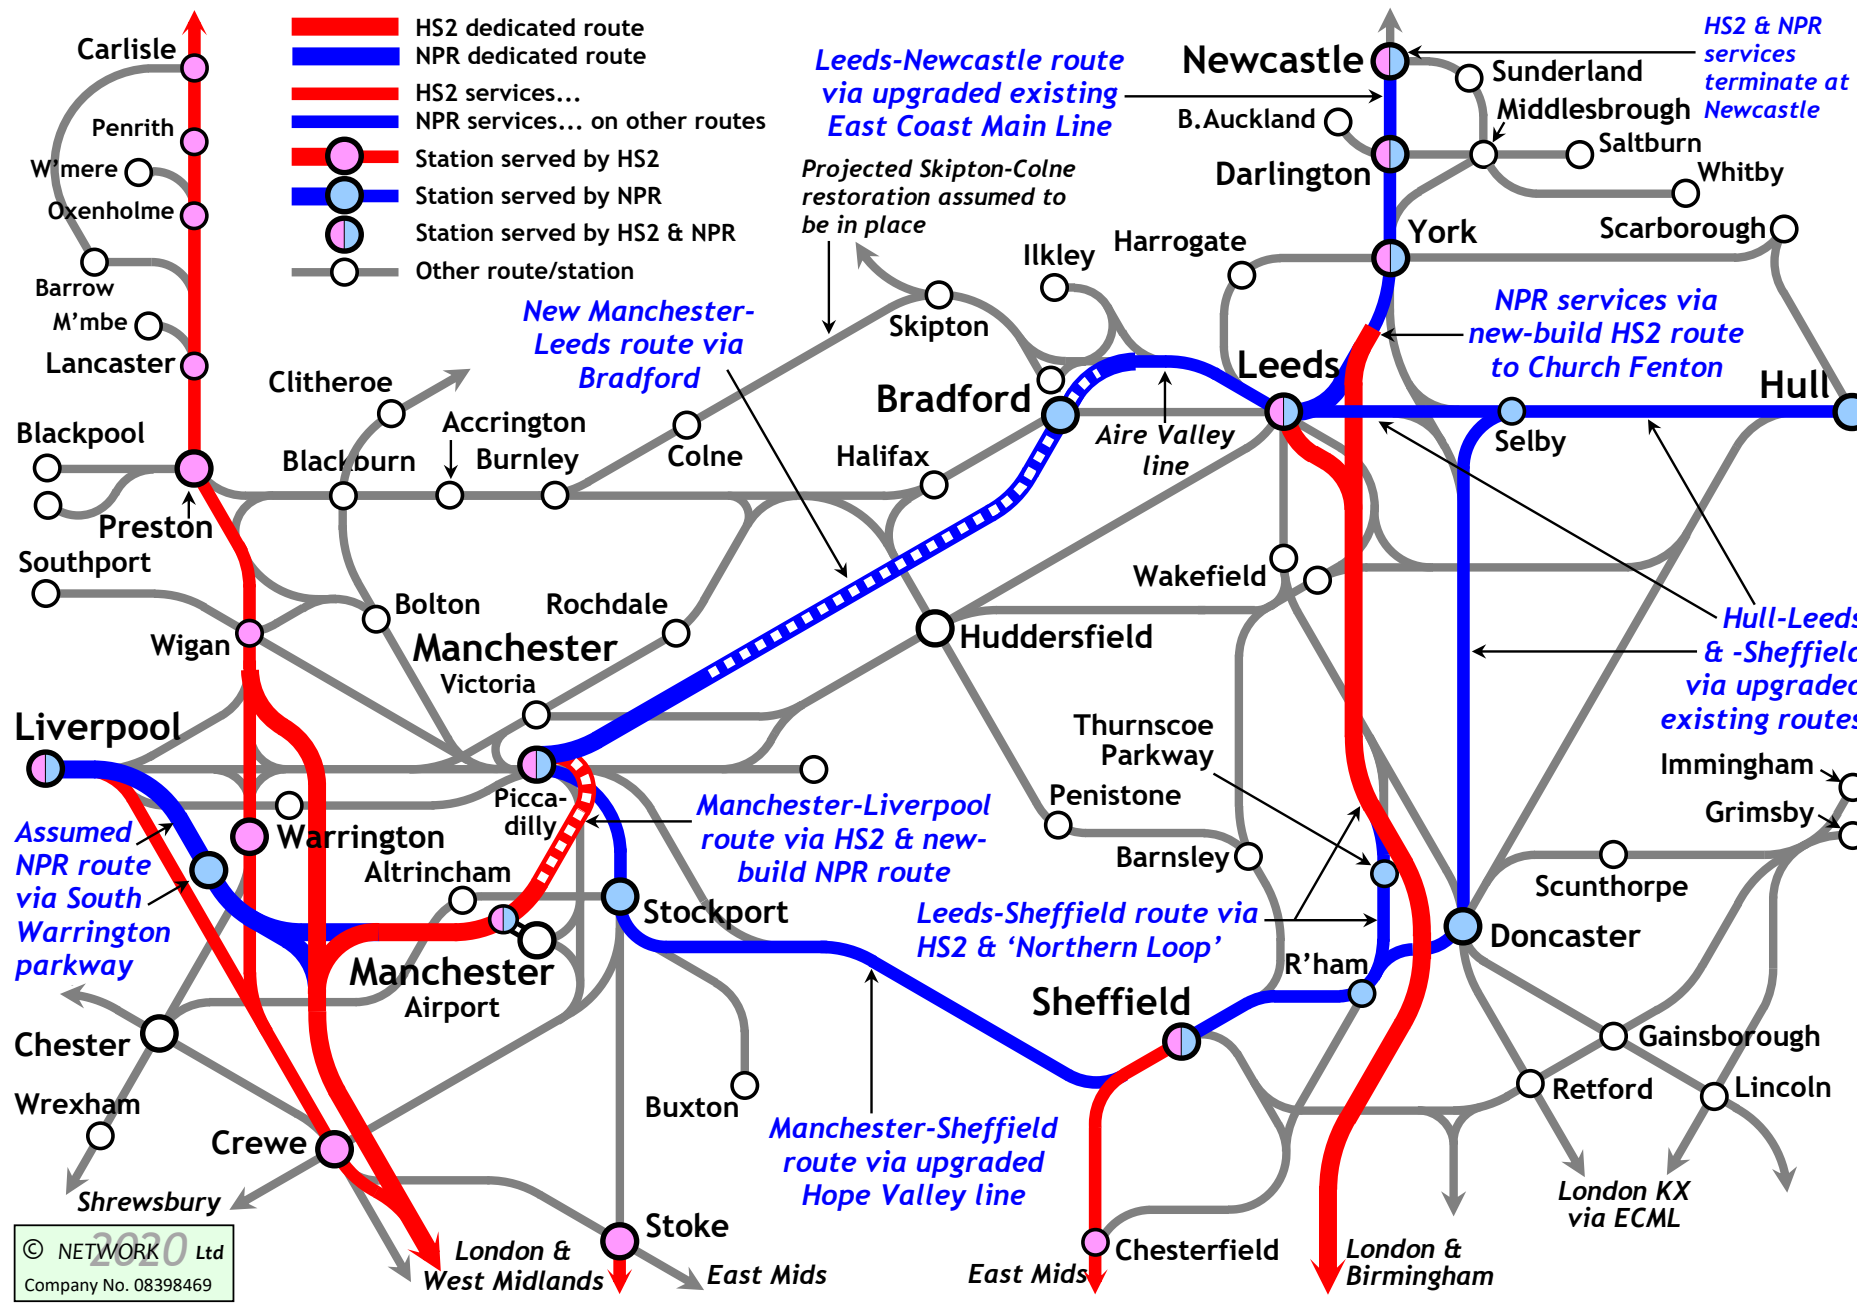 HS2 dedicated route
NPR dedicated route
HS2 services...
NPR services... on other routes
Station served by HS2
Station served by NPR
Station served by HS2 & NPR
Other route/station
Carlisle
Penrith
W'mere
Oxenholme
Barrow
M'mbe
Lancaster
Blackpool
Preston
Southport
Wigan
Clitheroe
Blackburn
Accrington
Burnley
Colne
Skipton
Halifax
Bolton
Rochdale
Manchester
Victoria
Leeds-Newcastle route
via upgraded existing
East Coast Main Line
Projected Skipton-Colne
restoration assumed to
be in place
New Manchester-
Leeds route via
Bradford
Newcastle
HS2 & NPR
services
terminate at
Newcastle
Sunderland
Middlesbrough
B.Auckland
Saltburn
Darlington
Whitby
York
Scarborough
Harrogate
Ilkley
NPR services via
new-build HS2 route
to Church Fenton
Leeds
Hull
Bradford
Aire Valley
line
Selby
Wakefield
Huddersfield
Hull-Leeds
& -Sheffield
via upgraded
existing routes
Liverpool
Assumed
NPR route
via South
Warrington
parkway
Warrington
Picca-
dilly
Altrincham
Manchester-Liverpool
route via HS2 & new-
build NPR route
Stockport
Manchester
Airport
Thurnscoe
Parkway
Penistone
Barnsley
Immingham
Grimsby
Scunthorpe
Leeds-Sheffield route via
HS2 & ‘Northern Loop’
Doncaster
R'ham
Sheffield
Gainsborough
Retford
Lincoln
Chester
Wrexham
Crewe
Shrewsbury
Buxton
Manchester-Sheffield
route via upgraded
Hope Valley line
Stoke
London &
West Midlands
East Mids
East Mids
Chesterfield
London &
Birmingham
London KX
via ECML
© NETWORK 2020 Ltd
Company No. 08398469